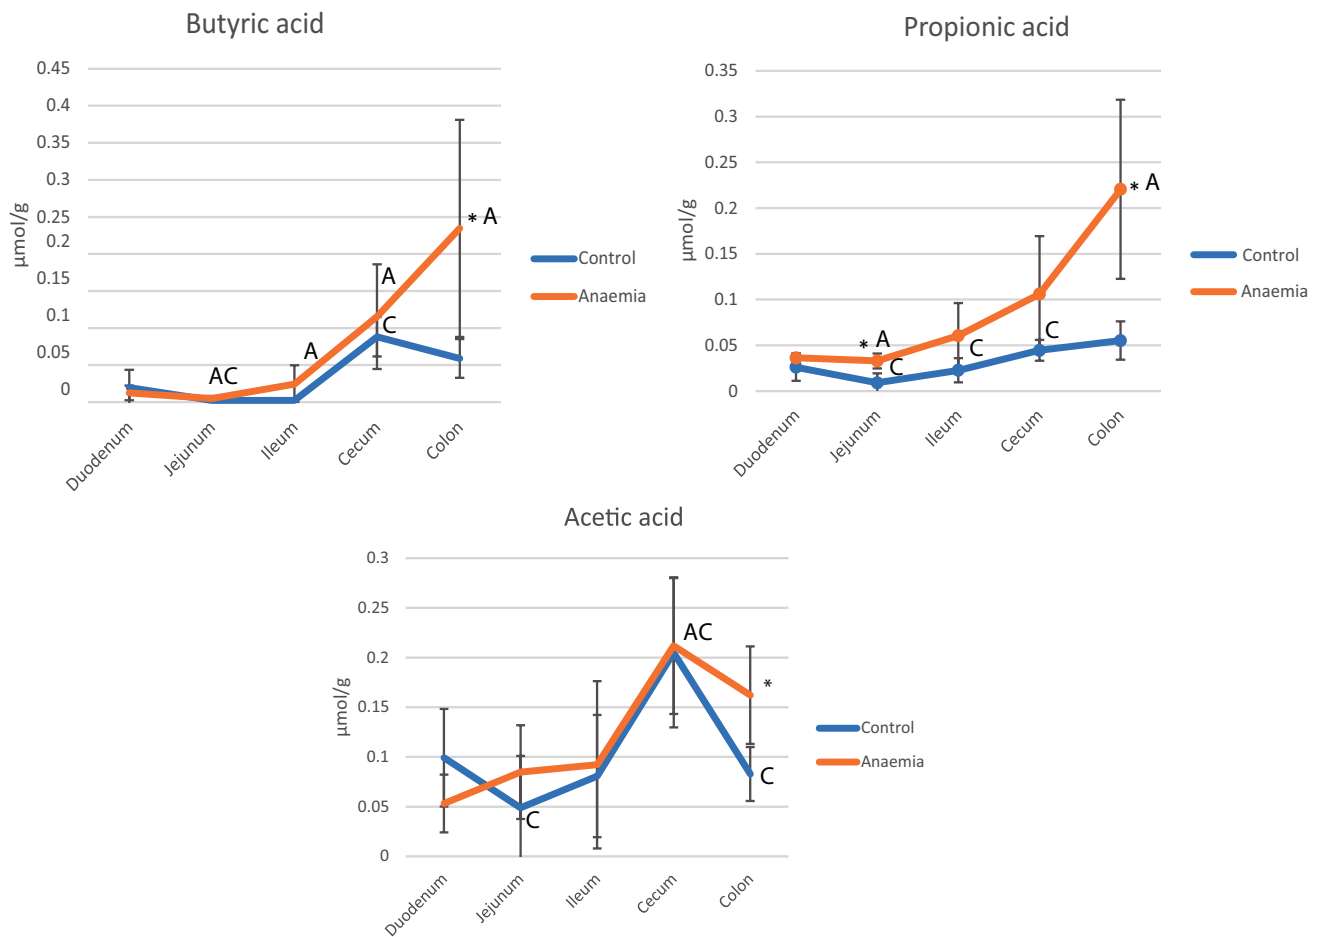 Butyric acid
0.45
0.4
0.35
0.3
0.25
0.2
0.15
0.1
0.05
0
µmol/g
* A
A
C
A
AC
Control
Anaemia
Duodenum
Jejunum
Ileum
Cecum
Colon
Propionic acid
0.35
0.3
0.25
0.2
0.15
0.1
0.05
0
µmol/g
* A
C
* A
C
C
Control
Anaemia
Duodenum
Jejunum
Ileum
Cecum
Colon
Acetic acid
0.3
0.25
0.2
0.15
0.1
0.05
0
µmol/g
AC
*
C
C
Control
Anaemia
Duodenum
Jejunum
Ileum
Cecum
Colon